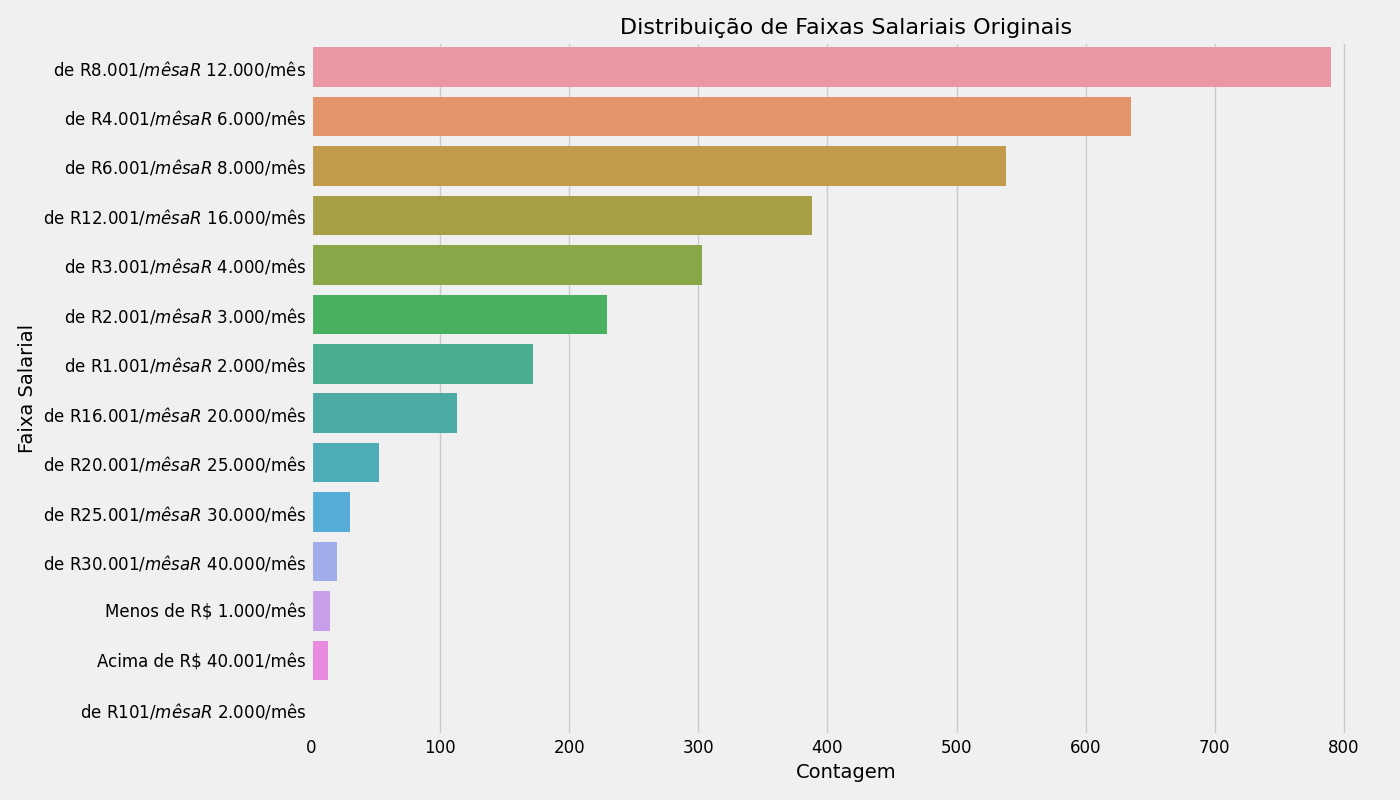 Distribuição de Faixas Salariais Originais
de R8.001/mêsaR 12.000/mês
de R4.001/mêsaR 6.000/mês
de R6.001/mêsaR 8.000/mês
de R12.001/mêsaR 16.000/mês
de R3.001/mêsaR 4.000/mês
de R2.001/mêsaR 3.000/mês
de R1.001/mêsaR 2.000/mês
de R16.001/mêsaR 20.000/mês
de R20.001/mêsaR 25.000/mês
de R25.001/mêsaR 30.000/mês
de R30.001/mêsaR 40.000/mês
Menos de R$ 1.000/mês
Acima de R$ 40.001/mês
de R101/mêsaR 2.000/mês
Faixa Salarial
0 100 200 300 400 500 600 700 800
Contagem